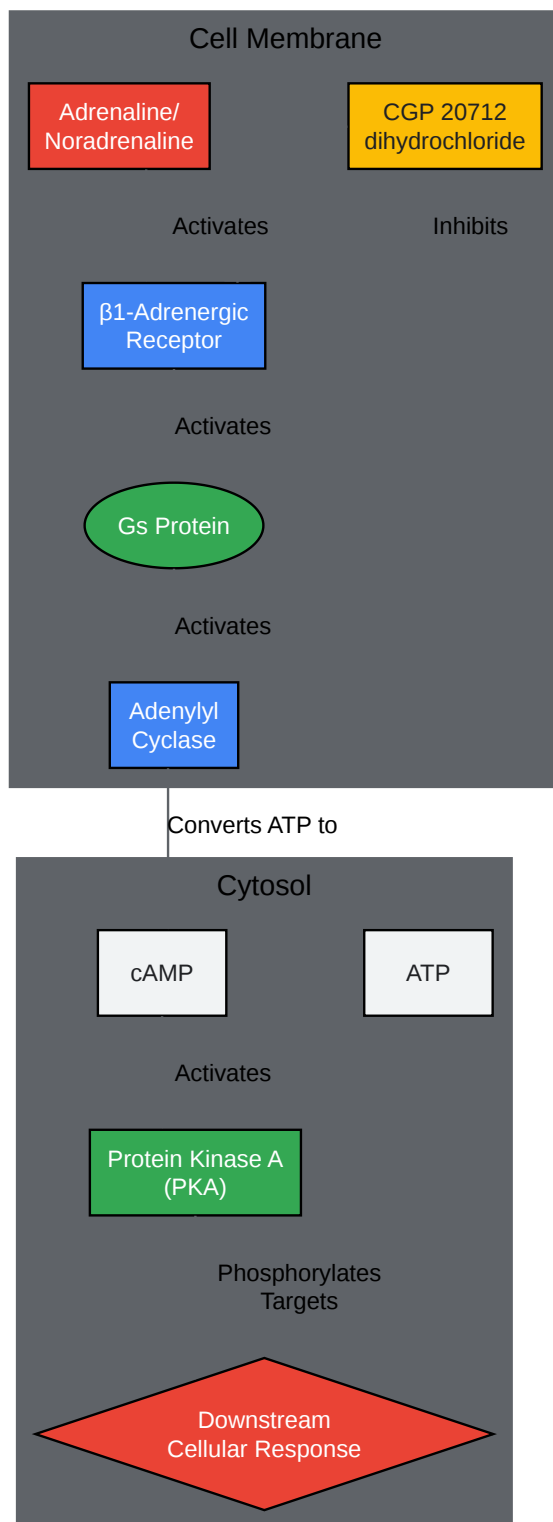 Cell Membrane
Adrenaline/
Noradrenaline
CGP 20712
dihydrochloride
Activates
Inhibits
β1-Adrenergic
Receptor
Activates
Gs Protein
Activates
Adenylyl
Cyclase
Converts ATP to
Cytosol
cAMP
ATP
Activates
Protein Kinase A
(PKA)
Phosphorylates
Targets
Downstream
Cellular Response